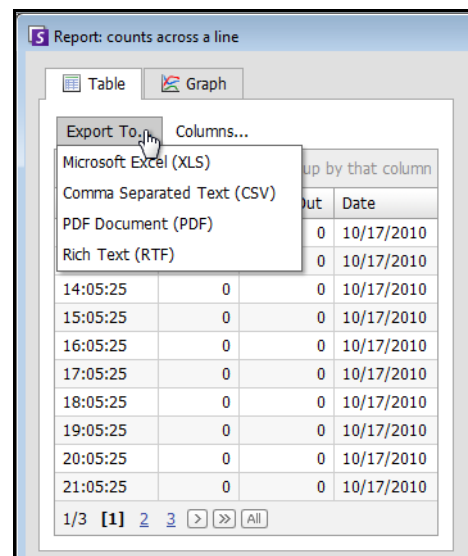 Report: counts across a line
Table Graph
Export To... Columns...
Microsoft Excel (XLS)
Comma Separated Text (CSV)
PDF Document (PDF)
Rich Text (RTF)
up by that column
Out Date
0 10/17/2010
0 10/17/2010
14:05:25 0 0 10/17/2010
15:05:25 0 0 10/17/2010
16:05:25 0 0 10/17/2010
17:05:25 0 0 10/17/2010
18:05:25 0 0 10/17/2010
19:05:25 0 0 10/17/2010
20:05:25 0 0 10/17/2010
21:05:25 0 0 10/17/2010
1/3 [1] 2 3 > >> All